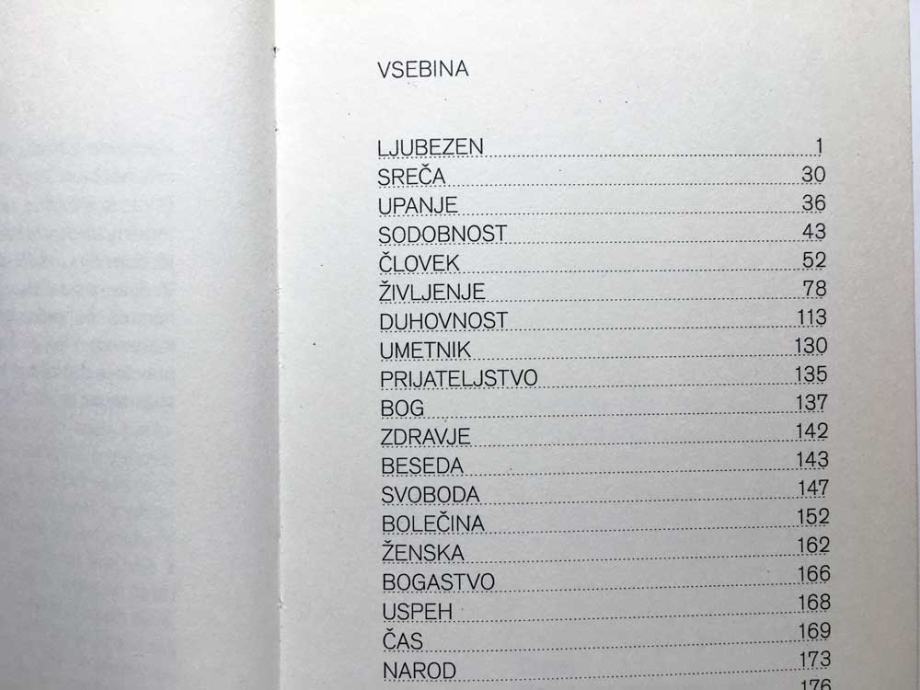 VSEBINA
LJUBEZEN 1
SREČA 30
UPANJE 36
SODOBNOST 43
ČLOVEK 52
ŽIVLJENJE 78
DUHOVNOST 113
UMETNIK 130
PRIJATELJSTVO 135
BOG 137
ZDRAVJE 142
BESEDA 143
SVOBODA 147
BOLEČINA 152
ŽENSKA 162
BOGASTVO 166
USPEH 168
ČAS 169
NAROD 173
176